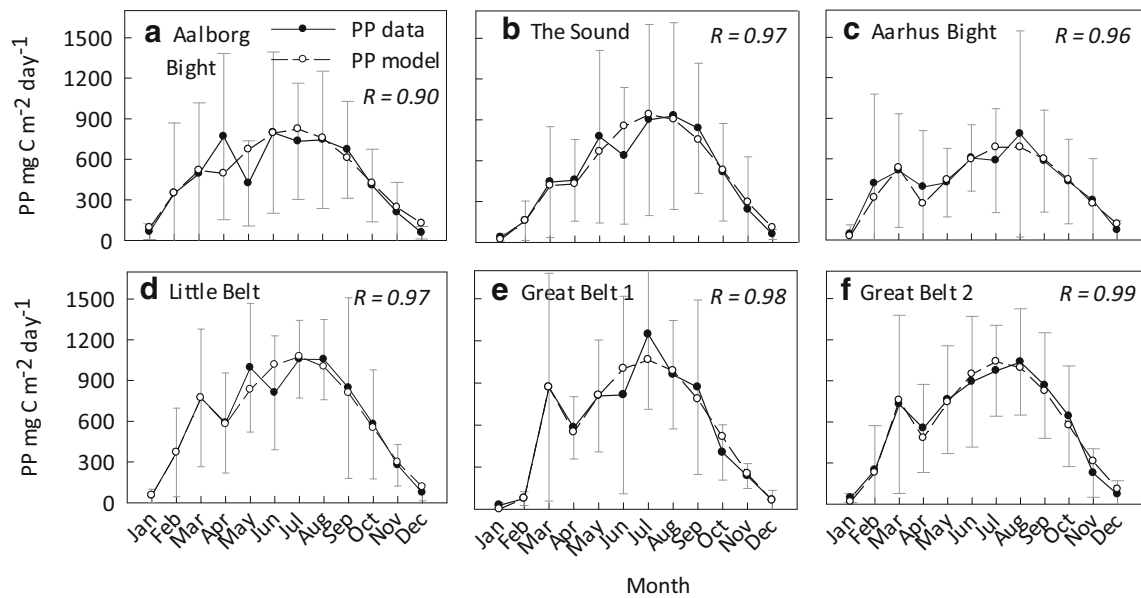 a Aalborg Bight
PP data
PP model
R = 0.90
b The Sound
R = 0.97
c Aarhus Bight
R = 0.96
PP mg C m-2 day-1
1500
1200
900
600
300
0
d Little Belt
R = 0.97
e Great Belt 1
R = 0.98
f Great Belt 2
R = 0.99
PP mg C m-2 day-1
1500
1200
900
600
300
0
Jan Feb Mar Apr May Jun Jul Aug Sep Oct Nov Dec
Jan Feb Mar Apr May Jun Jul Aug Sep Oct Nov Dec
Jan Feb Mar Apr May Jun Jul Aug Sep Oct Nov Dec
Month